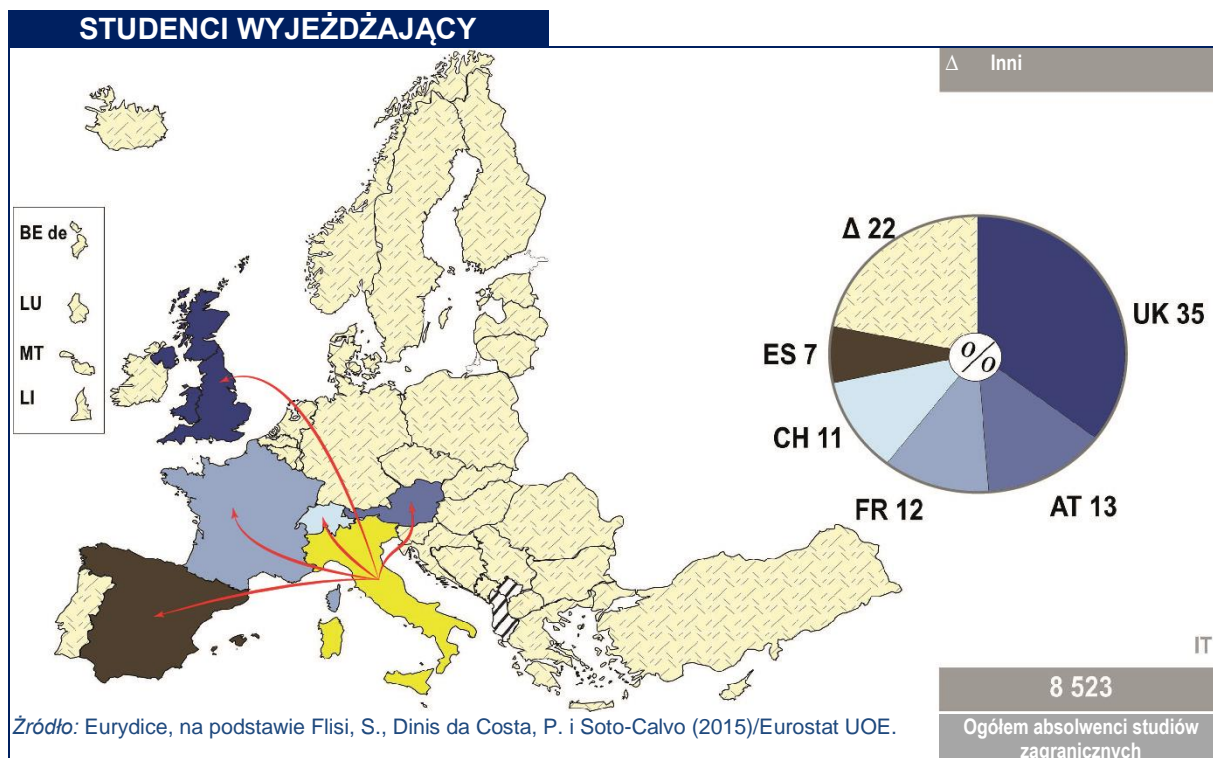 STUDENCI WYJEŻDŻAJĄCY
Δ Inni
BE de
LU
MT
LI
Δ 22
UK 35
ES 7
%
CH 11
FR 12
AT 13
IT
8 523
Ogółem absolwenci studiów
zagranicznych
Źródło: Eurydice, na podstawie Flisi, S., Dinis da Costa, P. i Soto-Calvo (2015)/Eurostat UOE.